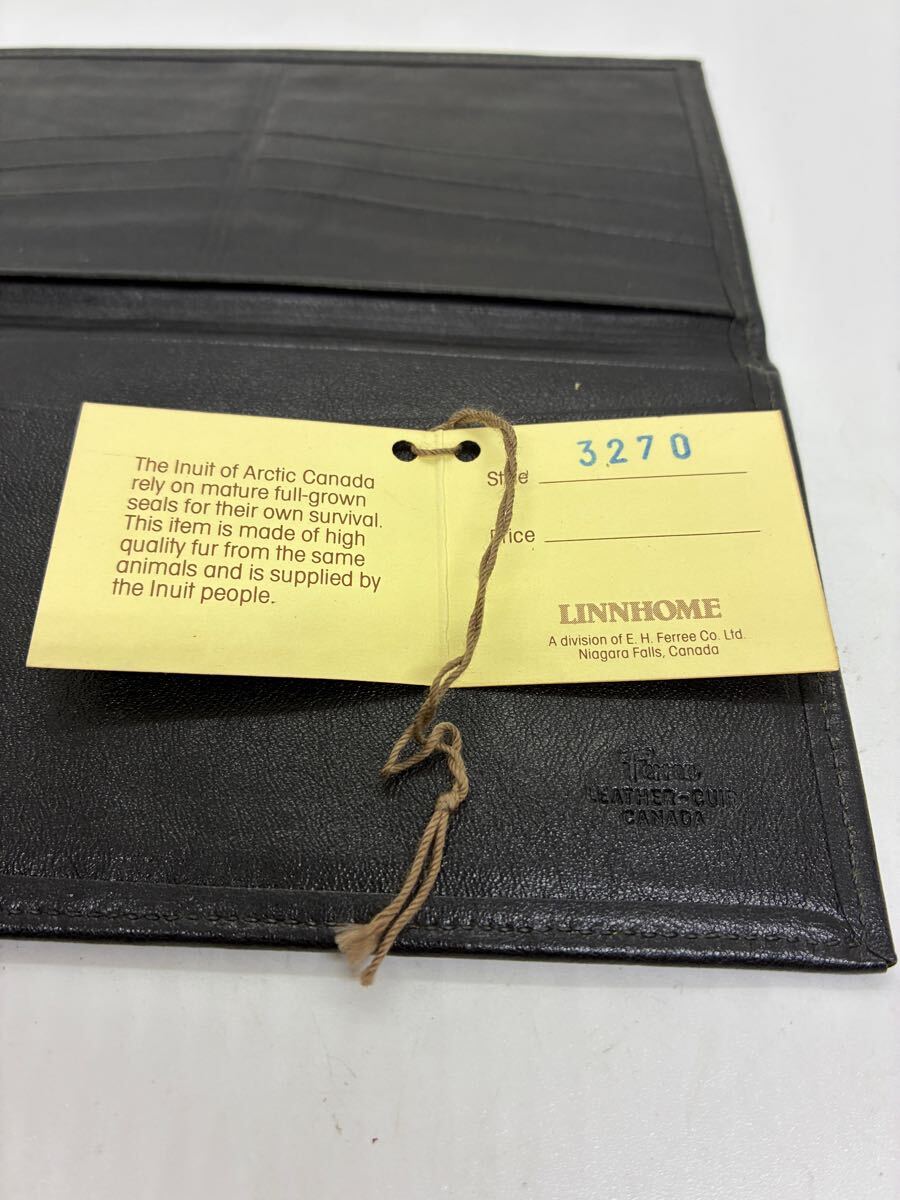 The Inuit of Arctic Canada
rely on mature full-grown
seals for their own survival.
This item is made of high
quality fur from the same
animals and is supplied by
the Inuit people.
3270
Style
Price
LINNHOME
A division of E. H. Ferree Co. Ltd.
Niagara Falls, Canada
LEATHER-CUIR
CANADA